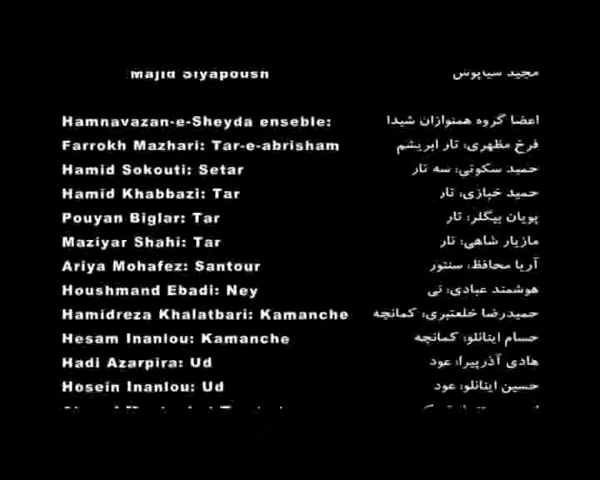 Majid Siyapoush مجید سیاپوش
Hamnavazan-e-Sheyda enseble: اعضا گروه همنوازان شیدا
Farrokh Mazhari: Tar-e-abrisham فرخ مظهری: تار ابریشم
Hamid Sokouti: Setar حمید سکوتی: سه تار
Hamid Khabbazi: Tar حمید خبازی: تار
Pouyan Biglar: Tar پویان بیگلر: تار
Maziyar Shahi: Tar مازیار شاهی: تار
Ariya Mohafez: Santour آریا محافظ: سنتور
Houshmand Ebadi: Ney هوشمند عبادی: نی
Hamidreza Khalatbari: Kamanche حمیدرضا خلعتبری: کمانچه
Hesam Inanlou: Kamanche حسام اینانلو: کمانچه
Hadi Azarpira: Ud هادی آذرپیرا: عود
Hosein Inanlou: Ud حسین اینانلو: عود